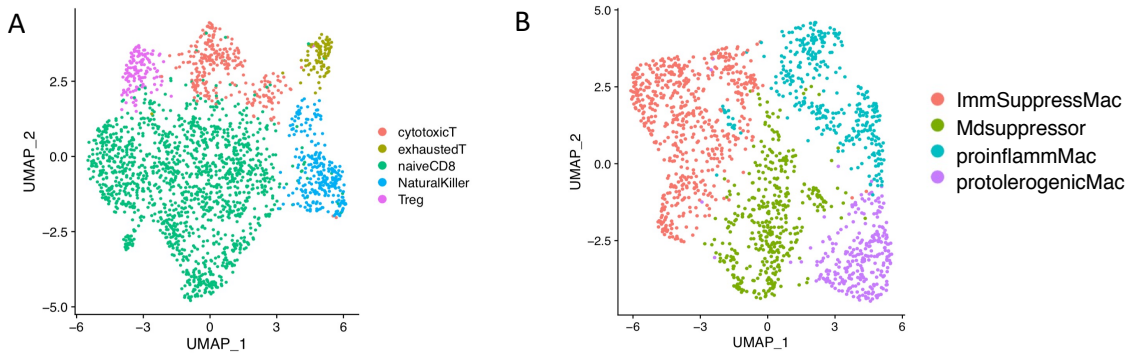 A
2.5
0.0
−2.5
−5.0
UMAP_2
−6
−3
0
3
6
UMAP_1
cytotoxicT
exhaustedT
naiveCD8
NaturalKiller
Treg
B
5.0
2.5
0.0
−2.5
UMAP_2
−6
−3
0
3
6
UMAP_1
ImmSuppressMac
Mdsuppressor
proinflammMac
protolerogenicMac